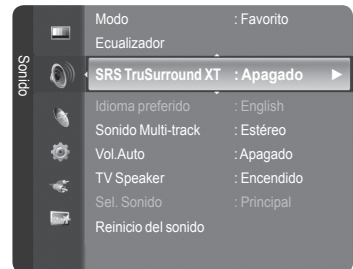 Sonido
Modo : Favorito
Ecualizador
SRS TruSurround XT : Apagado
Idioma preferido : English
Sonido Multi-track : Estéreo
Vol.Auto : Apagado
TV Speaker : Encendido
Sel. Sonido : Principal
Reinicio del sonido